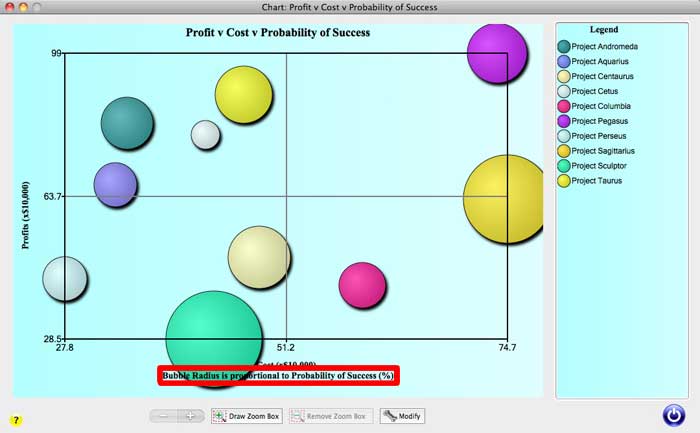 Chart: Profit v Cost v Probability of Success
Profit v Cost v Probability of Success
Legend
Project Andromeda
Project Aquarius
Project Centaurus
Project Cetus
Project Columbia
Project Pegasus
Project Perseus
Project Sagittarius
Project Sculptor
Project Taurus
99
63.7
28.5
Profits (x$10,000)
27.8
51.2
74.7
Cost (x$10,000)
Bubble Radius is proportional to Probability of Success (%)
?
Draw Zoom Box
Remove Zoom Box
Modify